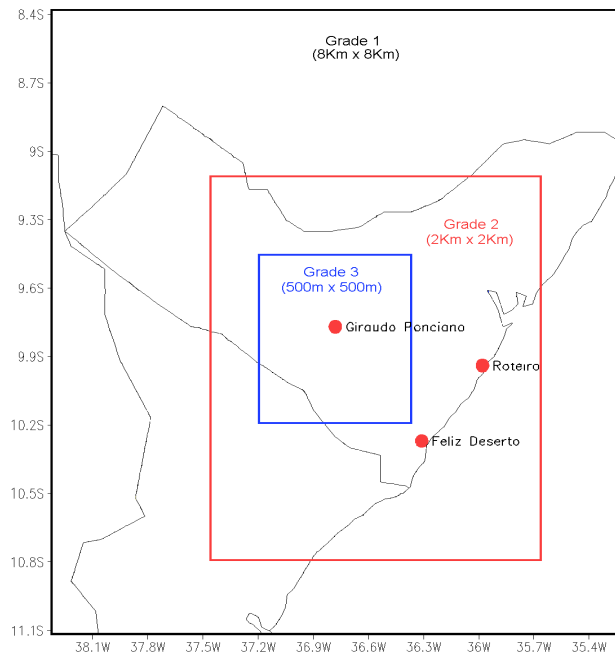 8.4S
Grade 1
(8Km x 8Km)
8.7S
9S
9.3S
Grade 2
(2Km x 2Km)
9.6S
Grade 3
(500m x 500m)
Giraudo Ponciano
9.9S
Roteiro
10.2S
Feliz Deserto
10.5S
10.8S
11.1S
38.1W 37.8W 37.5W 37.2W 36.9W 36.6W 36.3W 36W 35.7W 35.4W